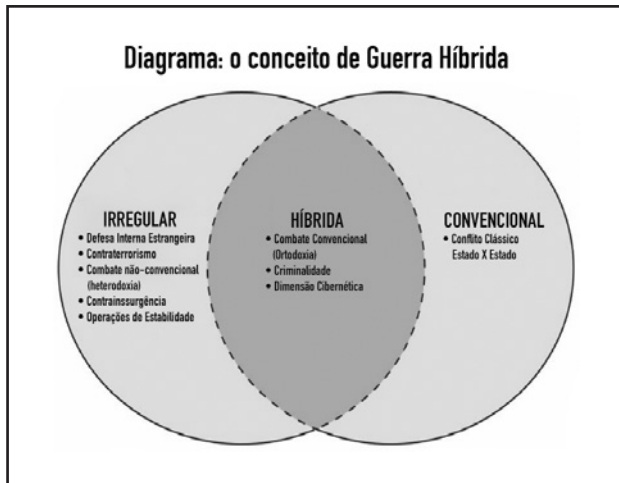 Diagrama: o conceito de Guerra Híbrida
IRREGULAR
• Defesa Interna Estrangeira
• Contraterrorismo
• Combate não-convencional
(heterodoxia)
• Contrainssurgência
• Operações de Estabilidade
HÍBRIDA
• Combate Convencional
(Ortodoxia)
• Criminalidade
• Dimensão Cibernética
CONVENCIONAL
• Conflito Clássico
Estado X Estado